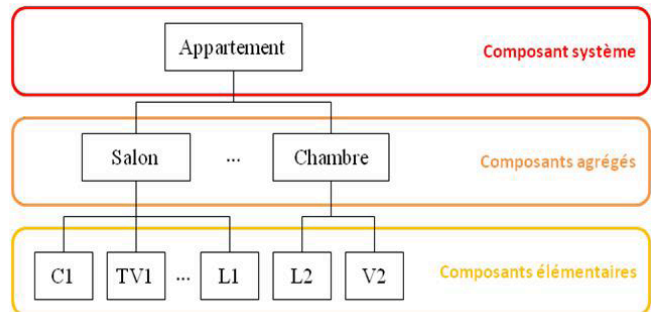 Appartement
Composant système
Salon ... Chambre
Composants agrégés
C1 TV1 ... L1 L2 V2
Composants élémentaires